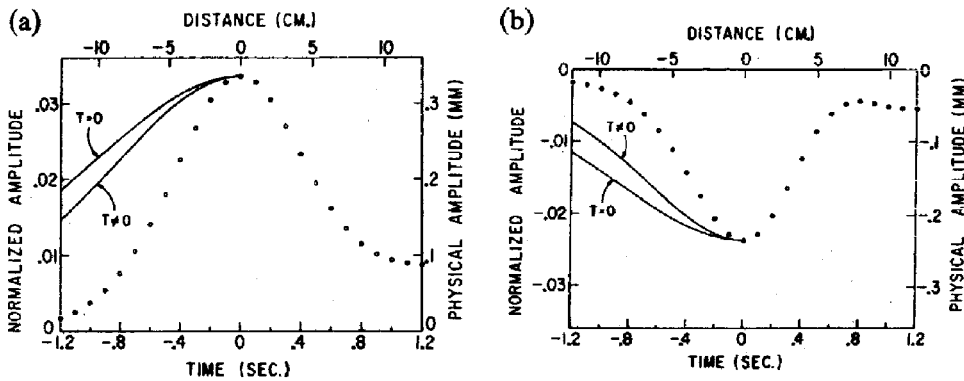 (a)
DISTANCE (CM.)
-10 -5 0 5 10
NORMALIZED AMPLITUDE
.03
.02
.01
0
T=0
T≠0
.3
.2
.1
0
PHYSICAL AMPLITUDE (MM)
-1.2 -.8 -.4 0 .4 .8 1.2
TIME (SEC.)
(b)
DISTANCE (CM.)
-10 -5 0 5 10
NORMALIZED AMPLITUDE
-.00
-.01
-.02
-.03
T≠0
T=0
0
-.1
-.2
-.3
PHYSICAL AMPLITUDE (MM)
-1.2 -.8 -.4 0 .4 .8 1.2
TIME (SEC.)